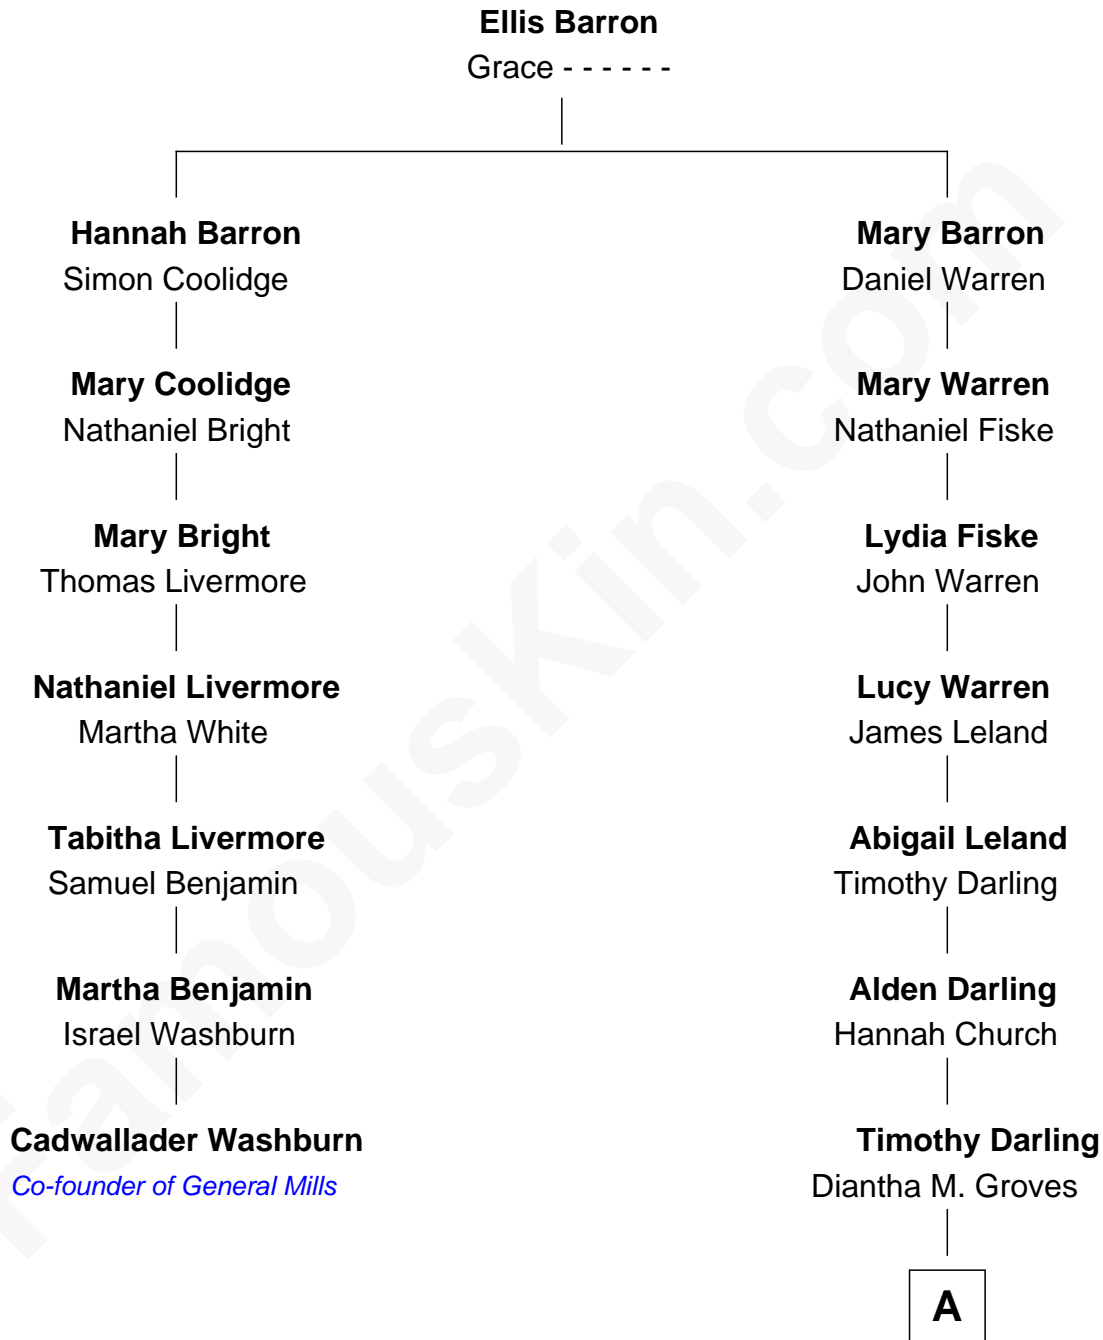 Ellis Barron
Grace - - - - - -
Hannah Barron
Simon Coolidge
Mary Barron
Daniel Warren
Mary Coolidge
Nathaniel Bright
Mary Warren
Nathaniel Fiske
Mary Bright
Thomas Livermore
Lydia Fiske
John Warren
Nathaniel Livermore
Martha White
Lucy Warren
James Leland
Tabitha Livermore
Samuel Benjamin
Abigail Leland
Timothy Darling
Martha Benjamin
Israel Washburn
Alden Darling
Hannah Church
Cadwallader Washburn
Co-founder of General Mills
Timothy Darling
Diantha M. Groves
A
FamousKin.com